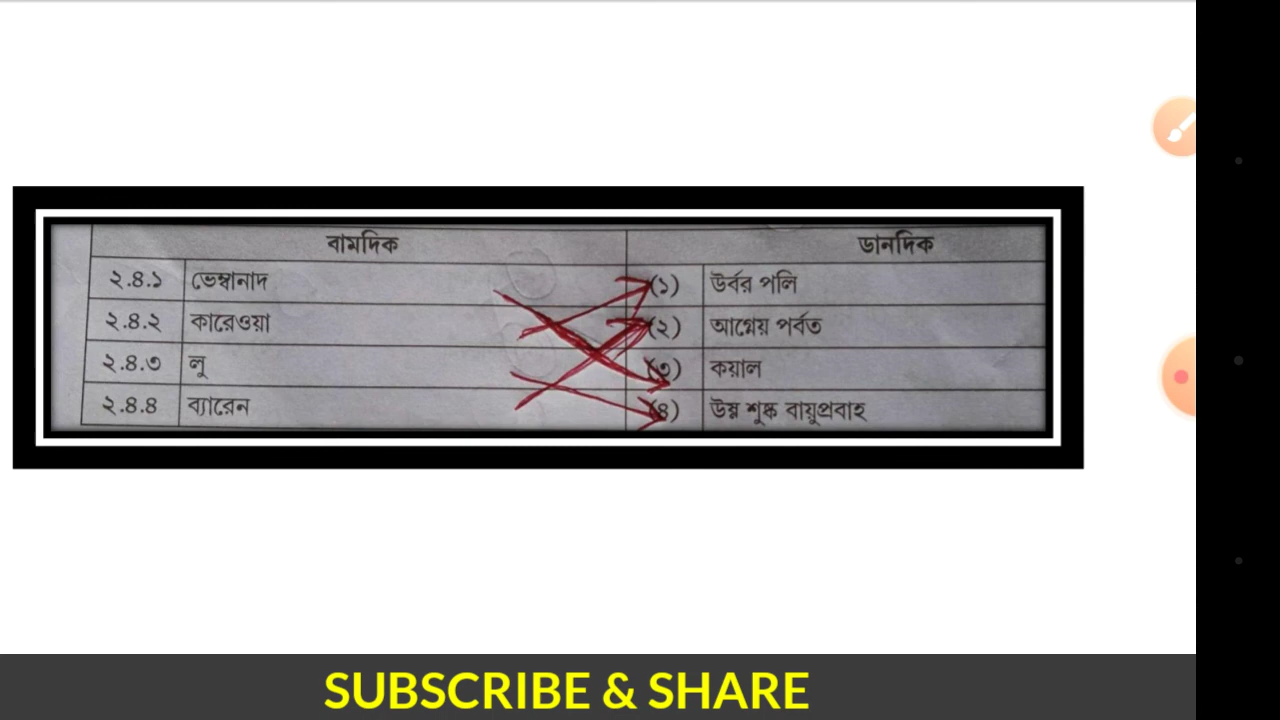 বামদিক ডানদিক
২.৪.১ ভেম্বানাদ (১) উর্বর পলি
২.৪.২ কারেওয়া (২) আগ্নেয় পর্বত
২.৪.৩ লু (৩) কয়াল
২.৪.৪ ব্যারেন (৪) উষ্ণ শুষ্ক বায়ুপ্রবাহ
SUBSCRIBE & SHARE